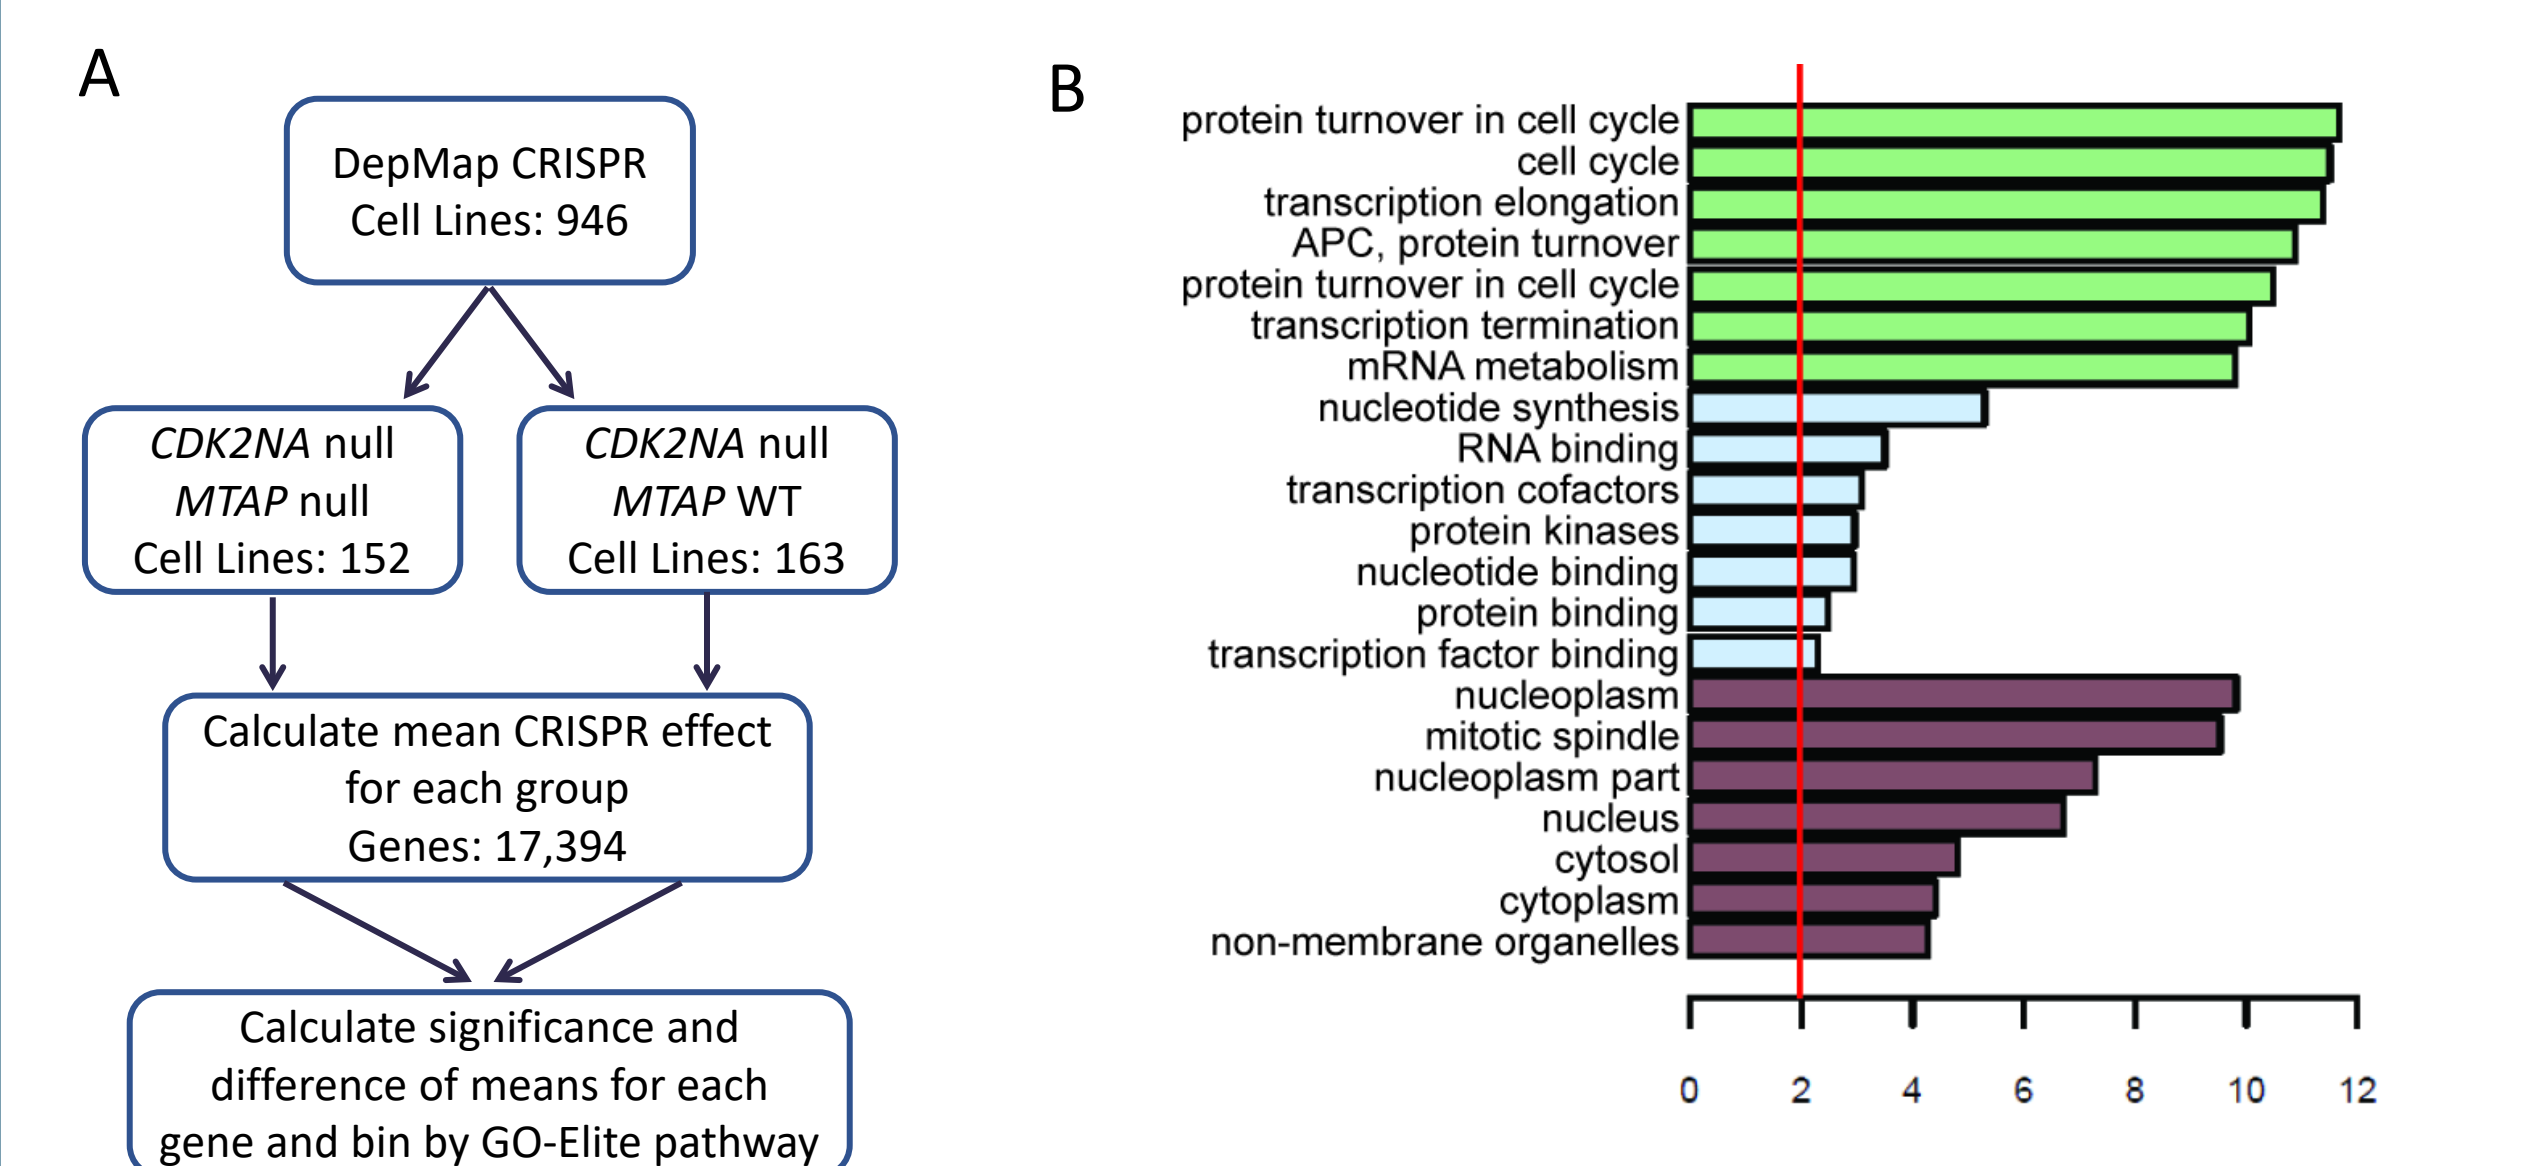 A
DepMap CRISPR
Cell Lines: 946
CDK2NA null
MTAP null
Cell Lines: 152
CDK2NA null
MTAP WT
Cell Lines: 163
Calculate mean CRISPR effect
for each group
Genes: 17,394
Calculate significance and
difference of means for each
gene and bin by GO-Elite pathway
B
protein turnover in cell cycle
cell cycle
transcription elongation
APC, protein turnover
protein turnover in cell cycle
transcription termination
mRNA metabolism
nucleotide synthesis
RNA binding
transcription cofactors
protein kinases
nucleotide binding
protein binding
transcription factor binding
nucleoplasm
mitotic spindle
nucleoplasm part
nucleus
cytosol
cytoplasm
non-membrane organelles
0 2 4 6 8 10 12